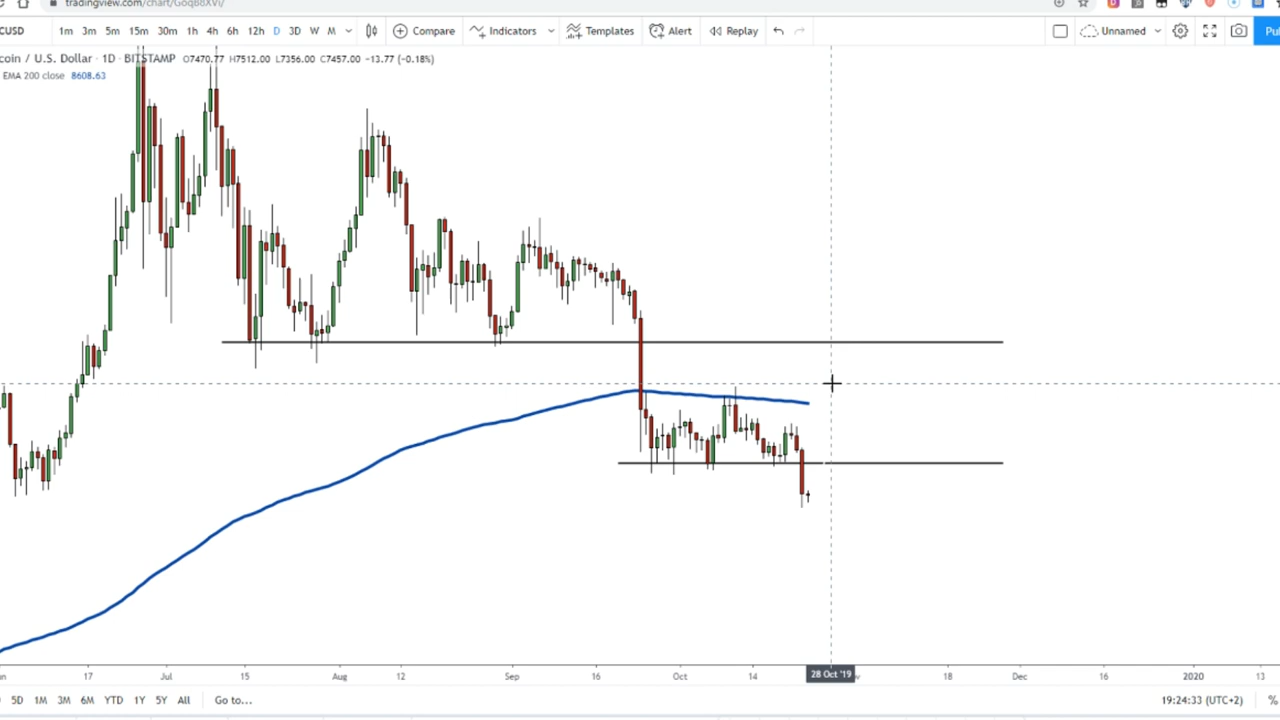 tradingview.com/chart/
CUSD 1m 3m 5m 15m 30m 1h 4h 6h 12h D 3D W M Compare Indicators Templates Alert Replay Unnamed Pu
coin / U.S. Dollar · 1D · BITSTAMP O7470.77 H7512.00 L7356.00 C7457.00 −13.77 (−0.18%)
EMA 200 close 8608.63
17 Jul 15 Aug 12 Sep 16 Oct 14 28 Oct '19 18 Dec 16 2020 13
5D 1M 3M 6M YTD 1Y 5Y All Go to... 19:24:33 (UTC+2) %